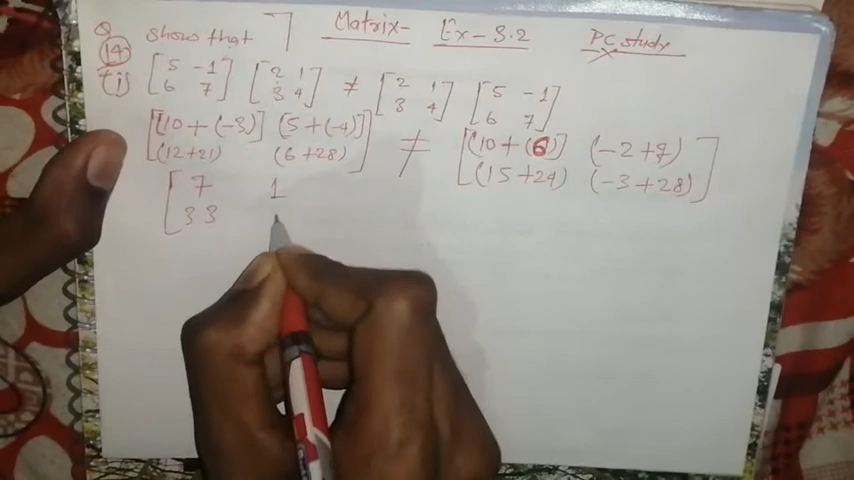 Q show that Matrix- Ex-3.2 PC study
14
(i) [5 -1 6 7] [2 1 3 4] ≠ [2 1 3 4] [5 -1 6 7]
[(10+(-3)] (5+(-4)] (12+21) (6+28)] ≠ [(10+(6)] (-2+7) (15+24) (-3+28)]
[7 1
33